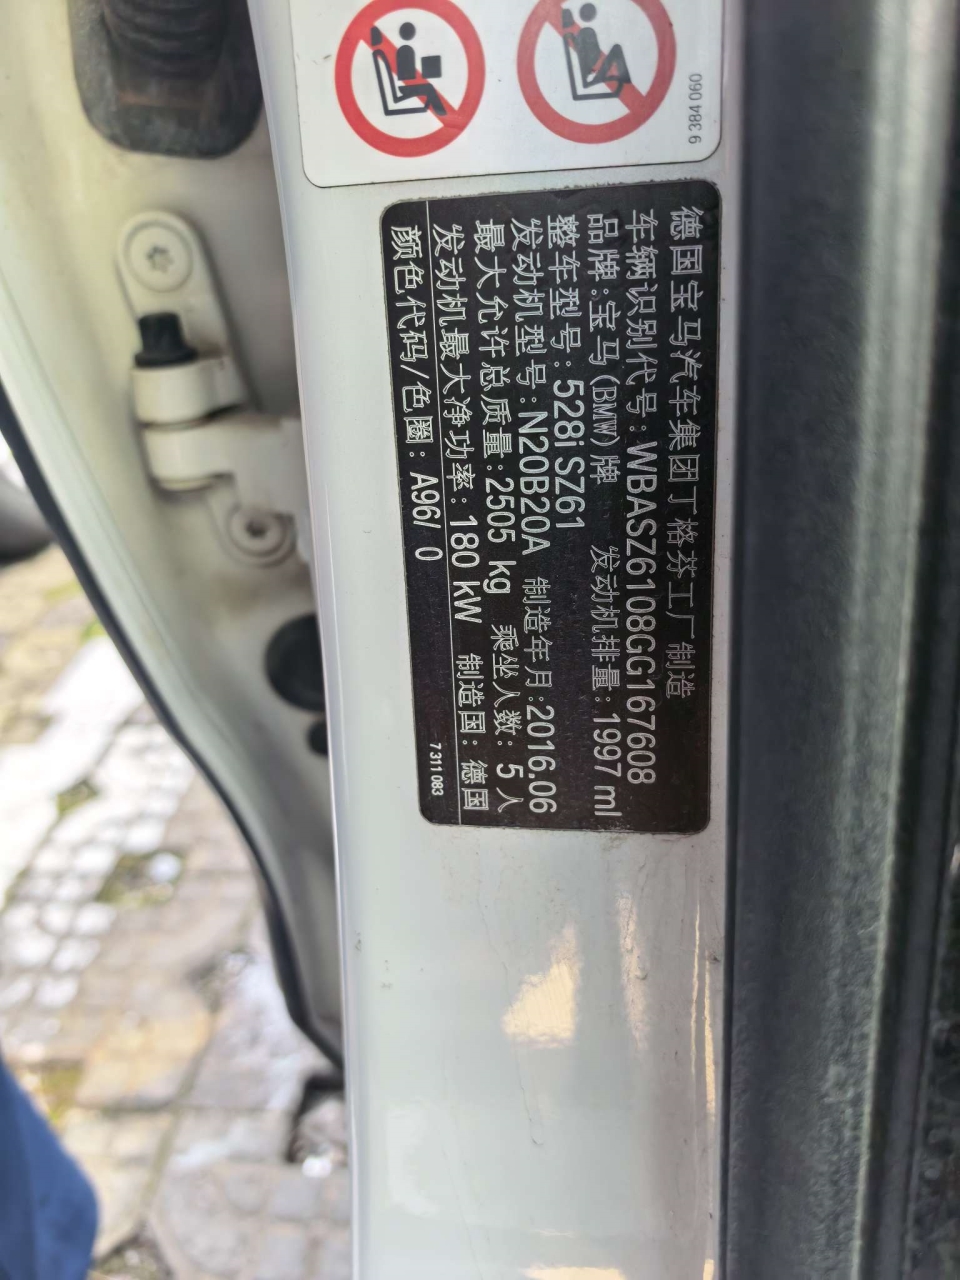 9 384 060
德国宝马汽车集团丁格芬工厂制造
车辆识别代号: WBASZ6108GG167608
品牌:宝马(BMW)牌 发动机排量: 1997 ml
整车型号: 528i SZ61
发动机型号: N20B20A 制造年月:2016.06
最大允许总质量: 2505 kg 乘坐人数: 5 人
发动机最大净功率: 180 kW 制造国: 德国
颜色代码/色圈: A96/ 0
7 311 083